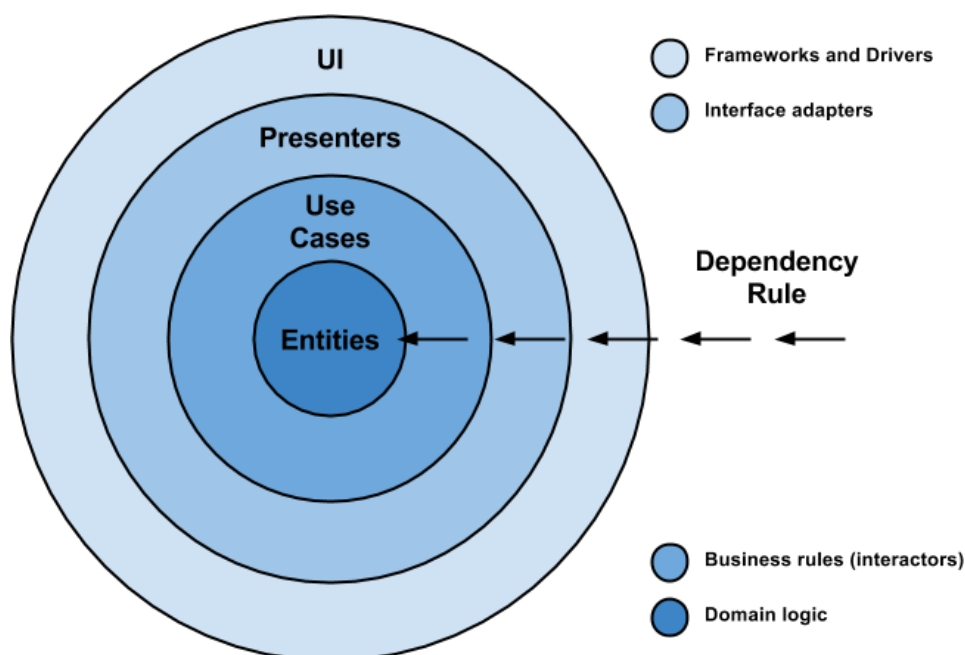 UI
Presenters
Use
Cases
Entities
Frameworks and Drivers
Interface adapters
Dependency
Rule
Business rules (interactors)
Domain logic